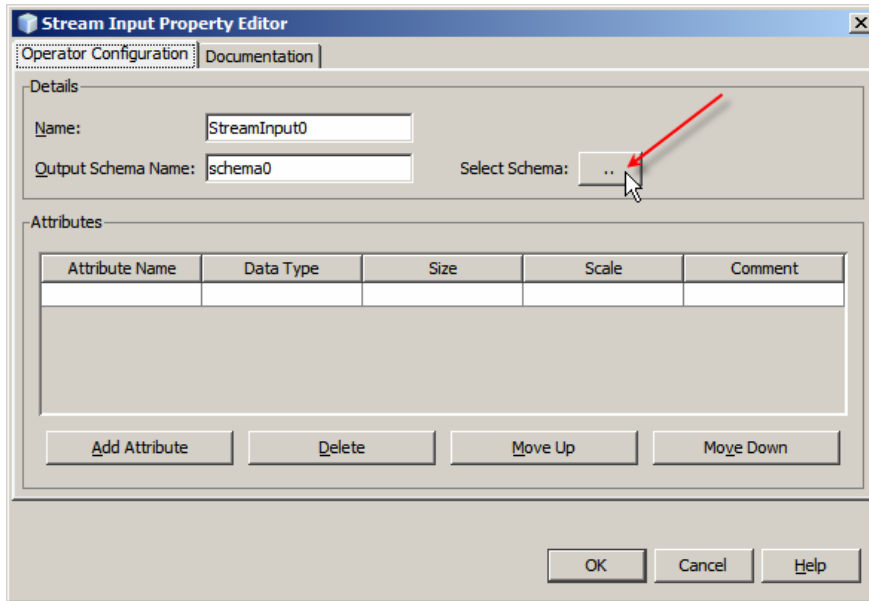 Stream Input Property Editor
Operator Configuration Documentation
Details
Name: StreamInput0
Output Schema Name: schema0 Select Schema: ..
Attributes
Attribute Name Data Type Size Scale Comment
Add Attribute Delete Move Up Move Down
OK Cancel Help